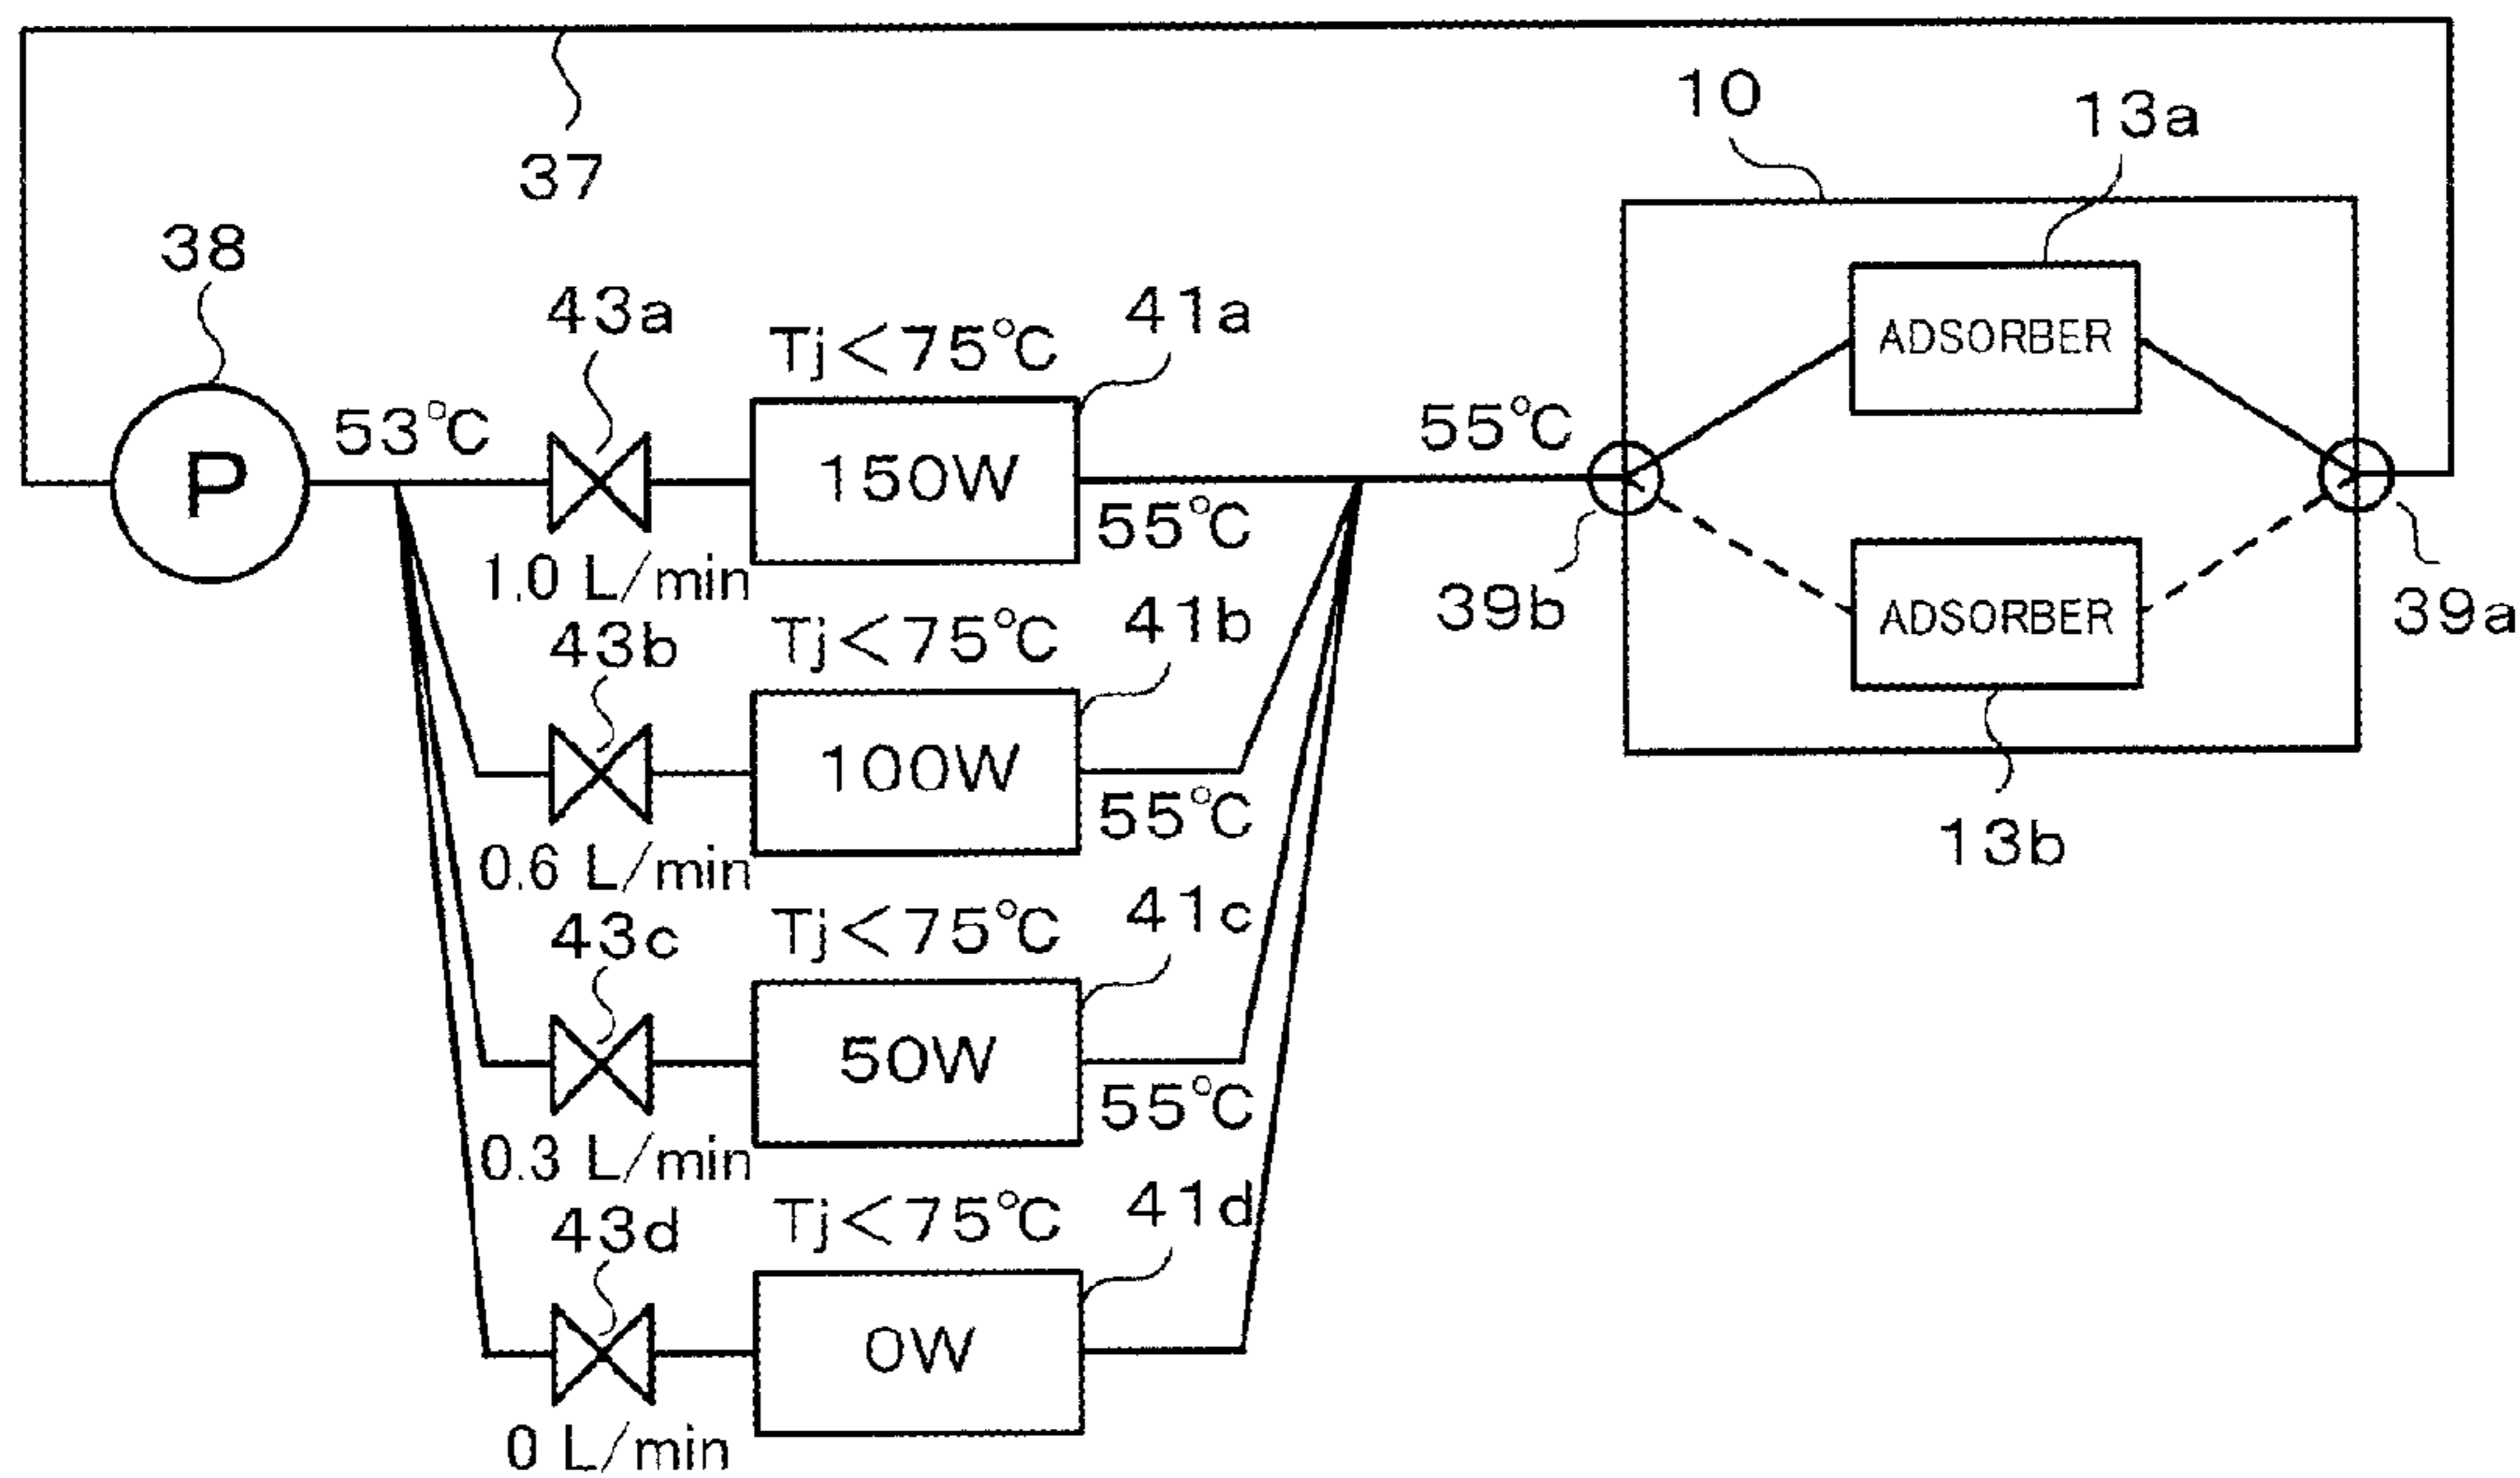 37
10
13a
38
43a
Tj<75°C
41a
P
53°C
150W
55°C
55°C
ADSORBER
1.0 L/min
39b
39a
ADSORBER
13b
43b
Tj<75°C
41b
100W
55°C
0.6 L/min
43c
Tj<75°C
41c
50W
55°C
0.3 L/min
43d
Tj<75°C
41d
0W
0 L/min